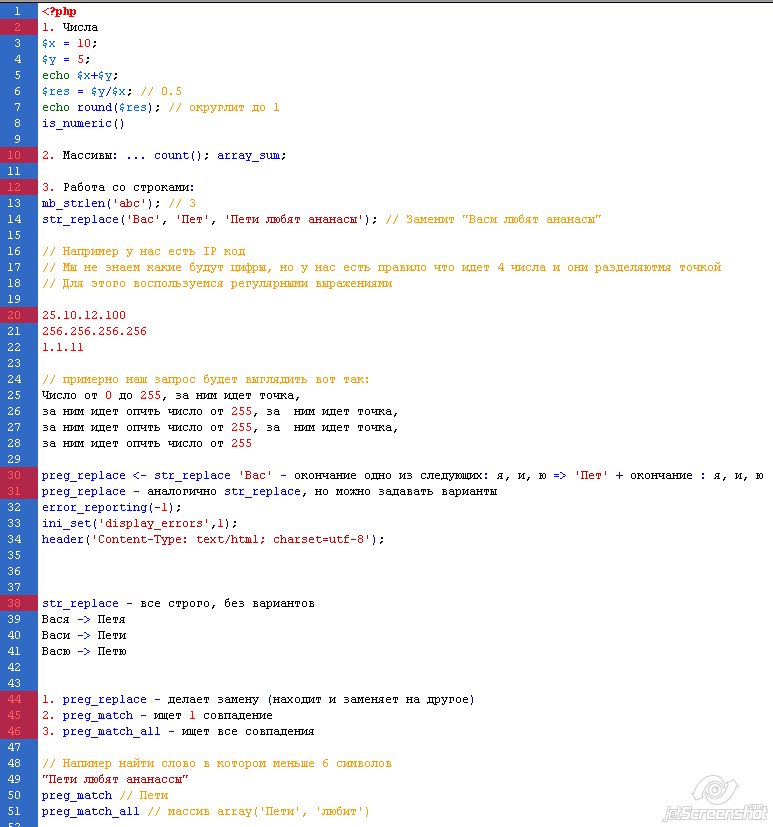 1 <?php
2 1. Числа
3 $x = 10;
4 $y = 5;
5 echo $x+$y;
6 $res = $y/$x; // 0.5
7 echo round($res); // округлит до 1
8 is_numeric()
9
10 2. Массивы: ... count(); array_sum;
11
12 3. Работа со строками:
13 mb_strlen('abc'); // 3
14 str_replace('Вас', 'Пет', 'Пети любят ананасы'); // Заменит "Васи любят ананасы"
15
16 // Например у нас есть IP код
17 // Мы не знаем какие будут цифры, но у нас есть правило что идет 4 числа и они разделяютмя точкой
18 // Для этого воспользуемся регулярными выражениями
19
20 25.10.12.100
21 256.256.256.256
22 1.1.11
23
24 // примерно наш запрос будет выглядить вот так:
25 Число от 0 до 255, за ним идет точка,
26 за ним идет опчть число от 255, за  ним идет точка,
27 за ним идет опчть число от 255, за  ним идет точка,
28 за ним идет опчть число от 255
29
30 preg_replace <- str_replace 'Вас' - окончание одно из следующих: я, и, ю => 'Пет' + окончание : я, и, ю
31 preg_replace - аналогично str_replace, но можно задавать варианты
32 error_reporting(-1);
33 ini_set('display_errors',1);
34 header('Content-Type: text/html; charset=utf-8');
35
36
37
38 str_replace - все строго, без вариантов
39 Вася -> Петя
40 Васи -> Пети
41 Васю -> Петю
42
43
44 1. preg_replace - делает замену (находит и заменяет на другое)
45 2. preg_match - ищет 1 совпадение
46 3. preg_match_all - ищет все совпадения
47
48 // Напимер найти слово в котором меньше 6 символов
49 "Пети любят ананассы"
50 preg_match // Пети
51 preg_match_all // массив array('Пети', 'любит')
52
jetScreenshot.com